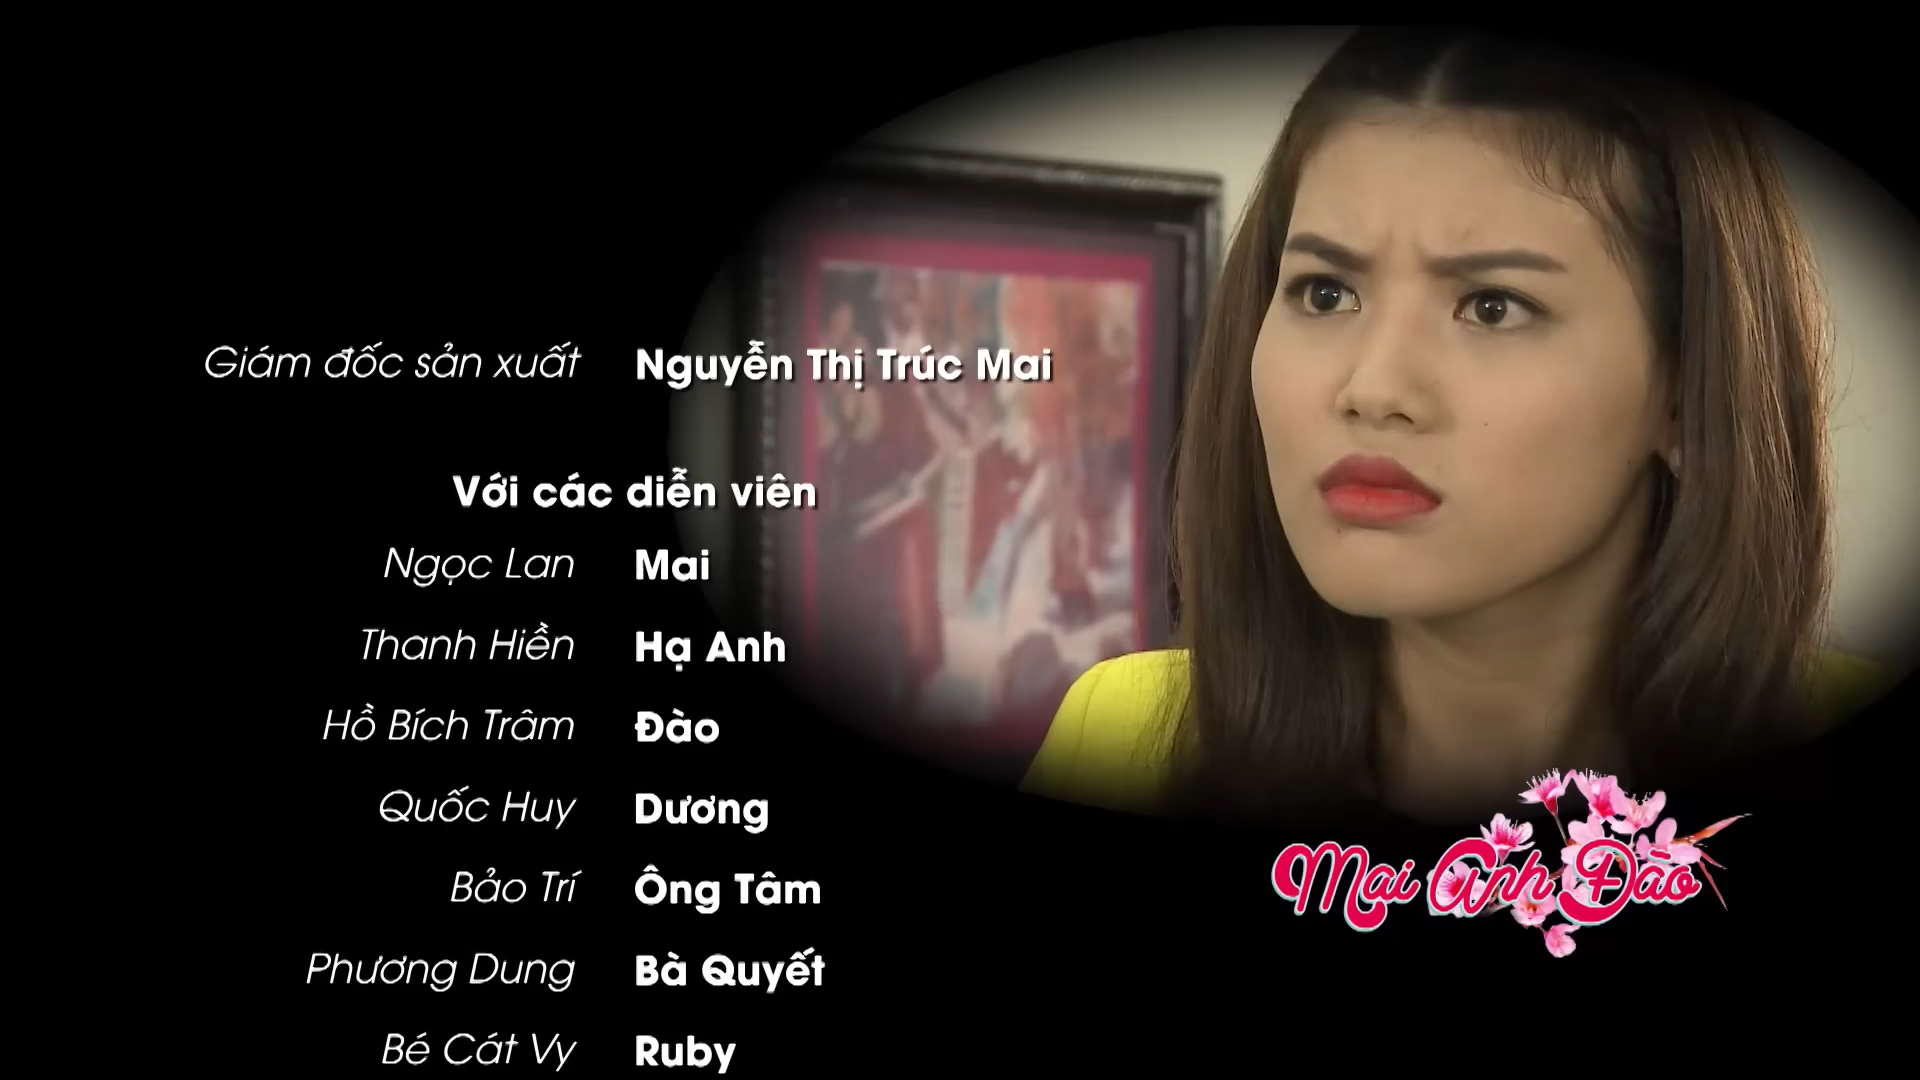 Giám đốc sản xuất Nguyễn Thị Trúc Mai
Với các diễn viên
Ngọc Lan Mai
Thanh Hiền Hạ Anh
Hồ Bích Trâm Đào
Quốc Huy Dương
Bảo Trí Ông Tâm
Phương Dung Bà Quyết
Bé Cát Vy Ruby
Mai Anh Đào